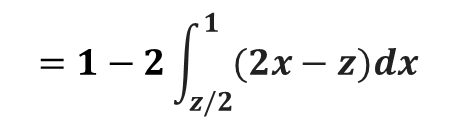 = 1 − 2 ∫_{z/2}^{1} (2x − z)dx